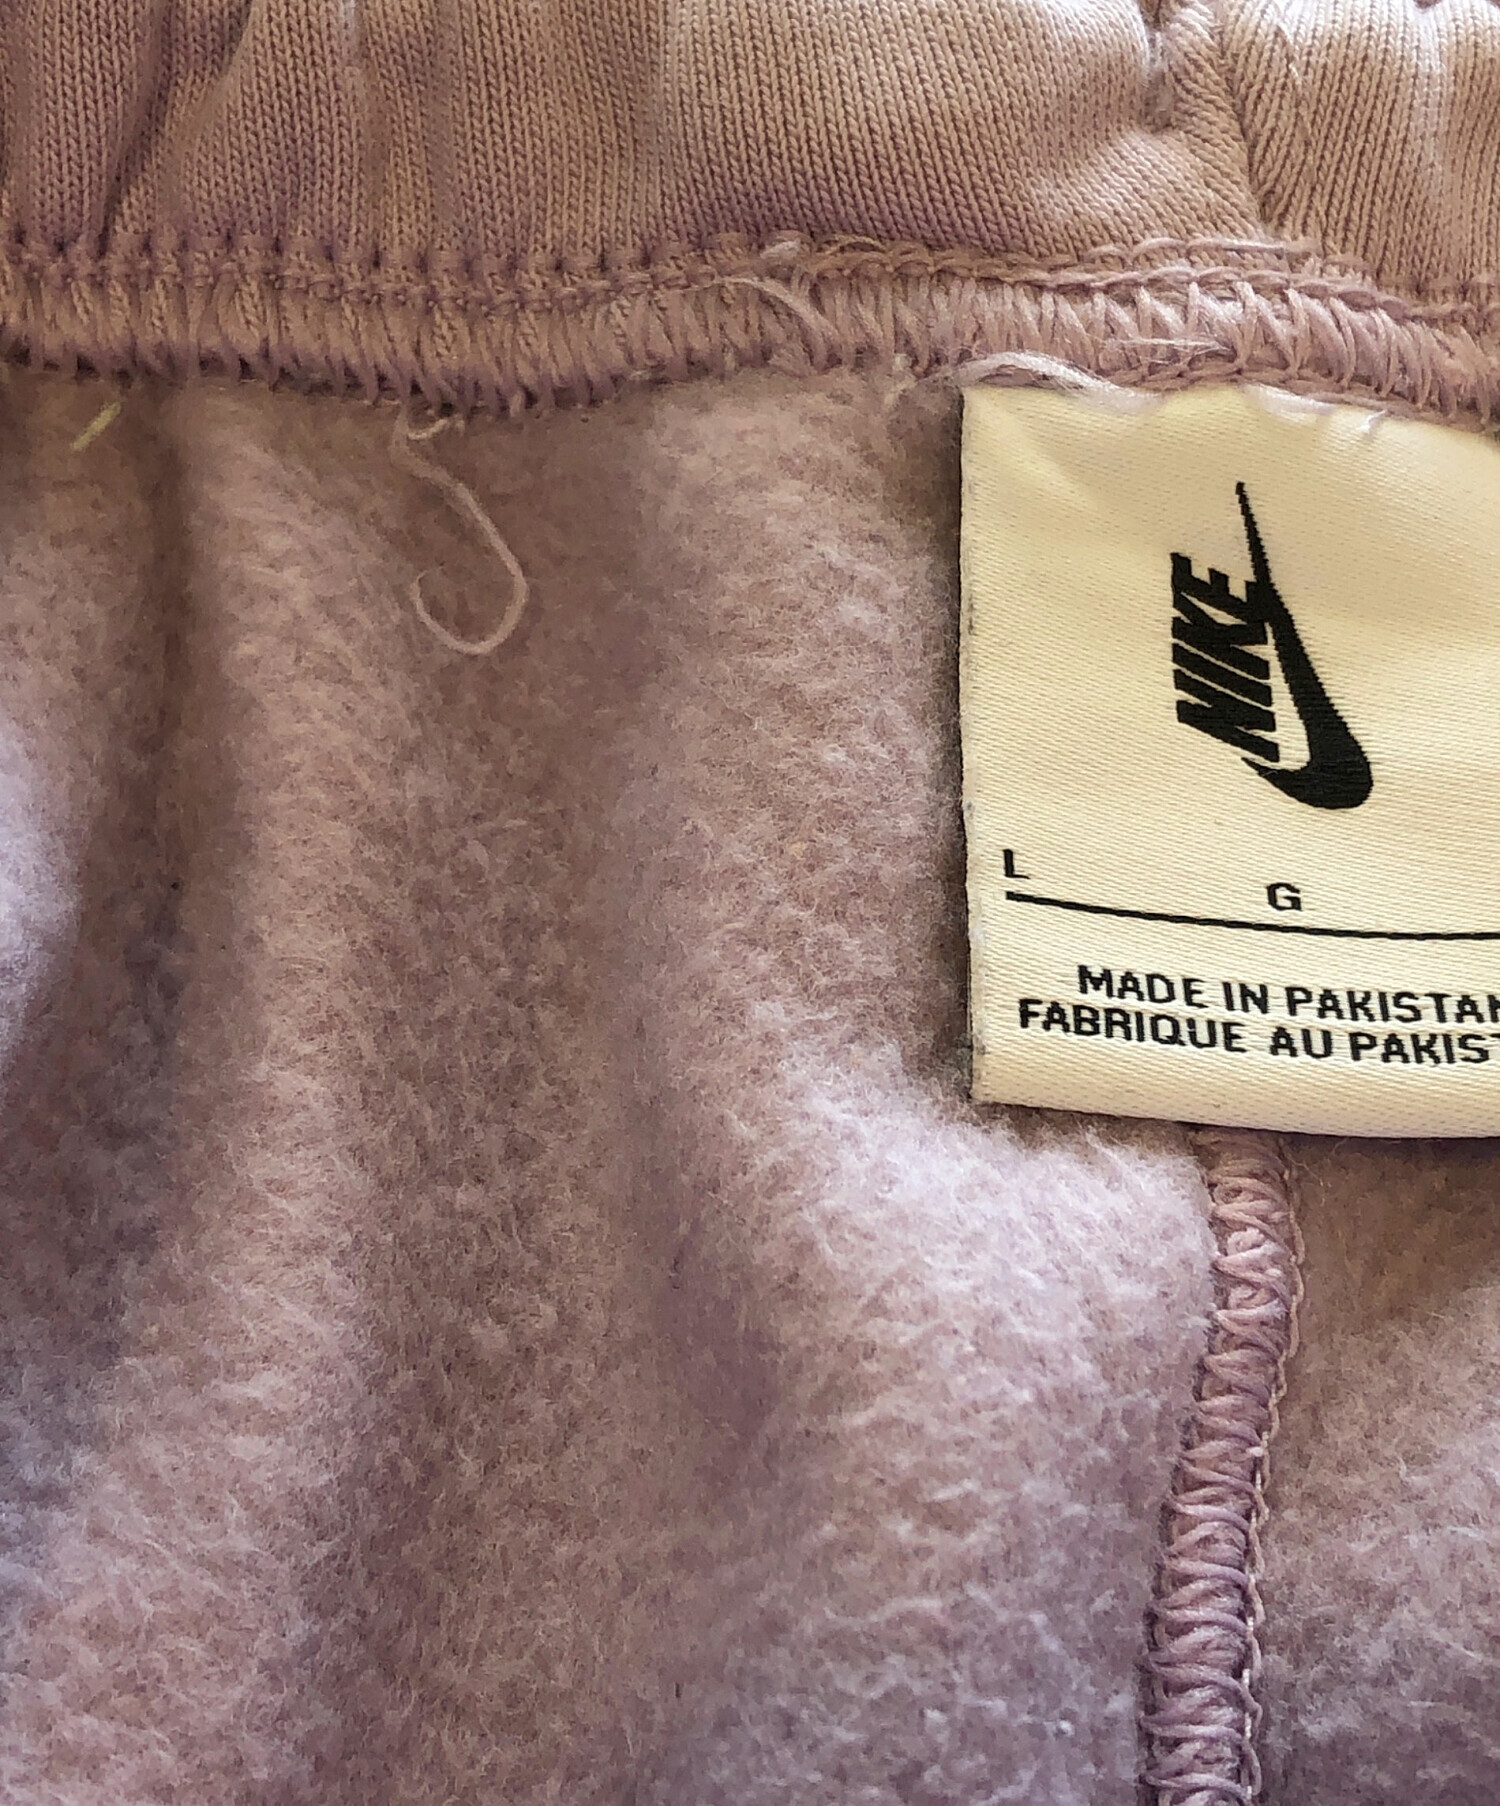 NIKE
L G
MADE IN PAKISTAN
FABRIQUE AU PAKIST